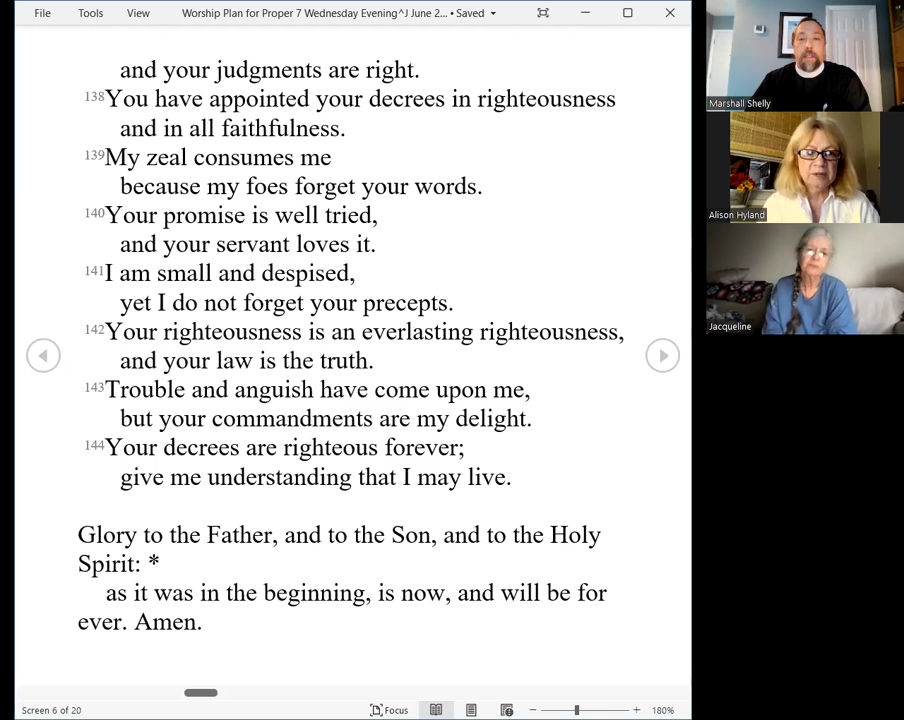 File Tools View Worship Plan for Proper 7 Wednesday Evening^J June 2... • Saved
and your judgments are right.
138You have appointed your decrees in righteousness
and in all faithfulness.
139My zeal consumes me
because my foes forget your words.
140Your promise is well tried,
and your servant loves it.
141I am small and despised,
yet I do not forget your precepts.
142Your righteousness is an everlasting righteousness,
and your law is the truth.
143Trouble and anguish have come upon me,
but your commandments are my delight.
144Your decrees are righteous forever;
give me understanding that I may live.
Glory to the Father, and to the Son, and to the Holy
Spirit: *
as it was in the beginning, is now, and will be for
ever. Amen.
Screen 6 of 20 Focus 180%
Marshall Shelly
Alison Hyland
Jacqueline